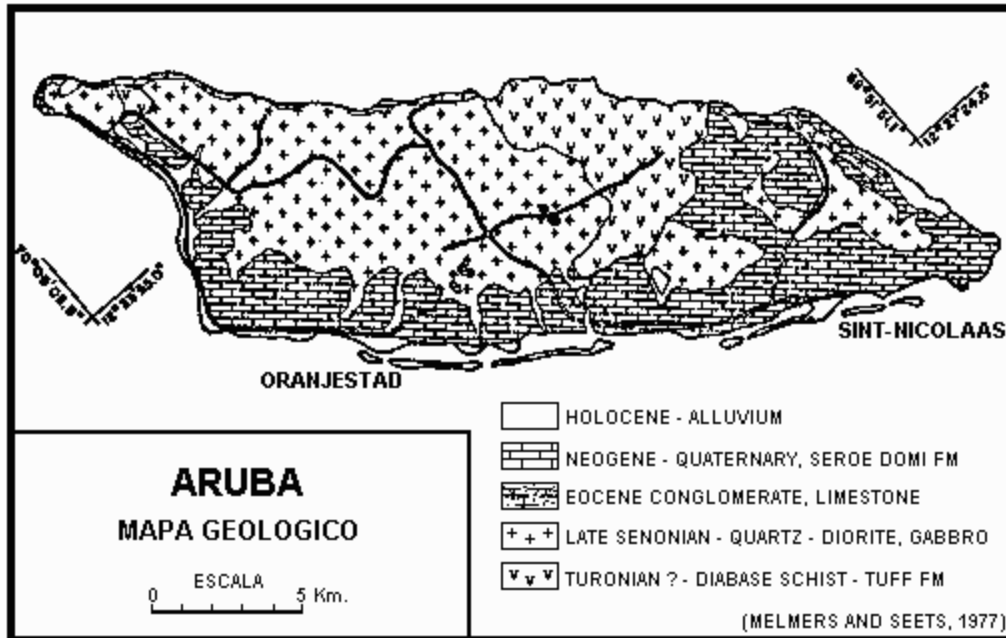 ORANJESTAD
SINT-NICOLAAS
ARUBA
MAPA GEOLOGICO
ESCALA
0 5 Km.
HOLOCENE - ALLUVIUM
NEOGENE - QUATERNARY, SEROE DOMI FM
EOCENE CONGLOMERATE, LIMESTONE
LATE SENONIAN - QUARTZ - DIORITE, GABBRO
TURONIAN ? - DIABASE SCHIST - TUFF FM
(MELMERS AND SEETS, 1977)